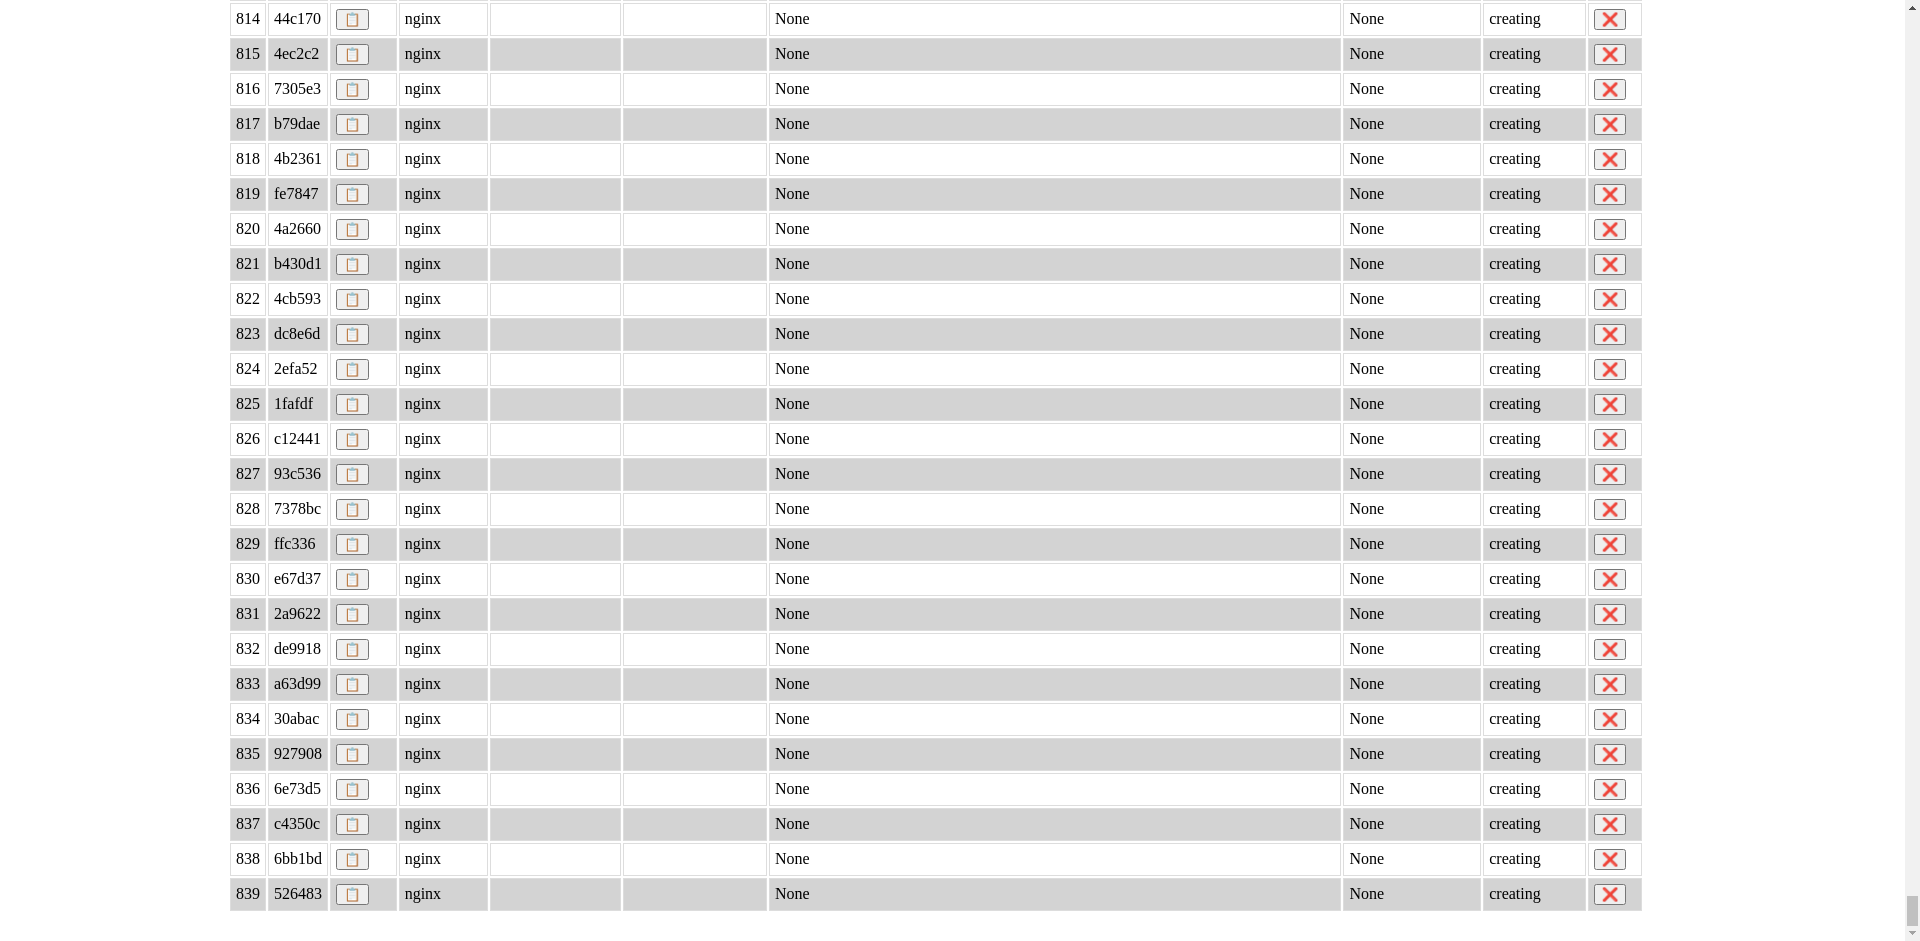 814 44c170 nginx None None creating
815 4ec2c2 nginx None None creating
816 7305e3 nginx None None creating
817 b79dae nginx None None creating
818 4b2361 nginx None None creating
819 fe7847 nginx None None creating
820 4a2660 nginx None None creating
821 b430d1 nginx None None creating
822 4cb593 nginx None None creating
823 dc8e6d nginx None None creating
824 2efa52 nginx None None creating
825 1fafdf nginx None None creating
826 c12441 nginx None None creating
827 93c536 nginx None None creating
828 7378bc nginx None None creating
829 ffc336 nginx None None creating
830 e67d37 nginx None None creating
831 2a9622 nginx None None creating
832 de9918 nginx None None creating
833 a63d99 nginx None None creating
834 30abac nginx None None creating
835 927908 nginx None None creating
836 6e73d5 nginx None None creating
837 c4350c nginx None None creating
838 6bb1bd nginx None None creating
839 526483 nginx None None creating